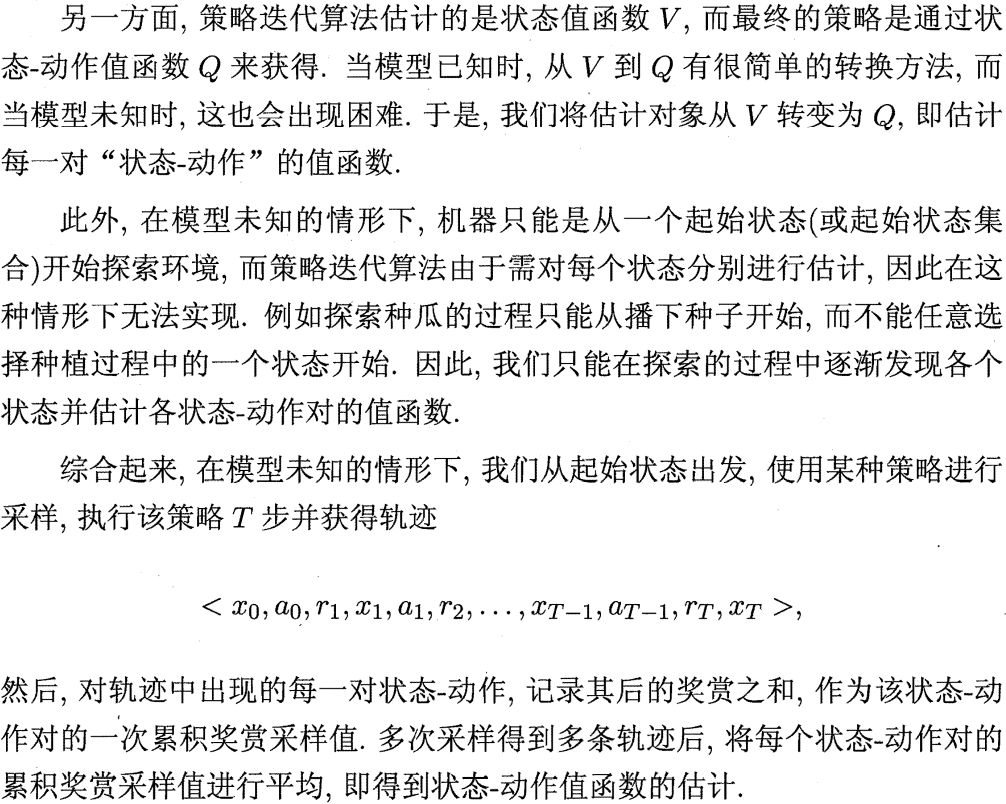 另一方面, 策略迭代算法估计的是状态值函数 V, 而最终的策略是通过状
态-动作值函数 Q 来获得. 当模型已知时, 从 V 到 Q 有很简单的转换方法, 而
当模型未知时, 这也会出现困难. 于是, 我们将估计对象从 V 转变为 Q, 即估计
每一对“状态-动作”的值函数.
此外, 在模型未知的情形下, 机器只能是从一个起始状态(或起始状态集
合)开始探索环境, 而策略迭代算法由于需对每个状态分别进行估计, 因此在这
种情形下无法实现. 例如探索种瓜的过程只能从播下种子开始, 而不能任意选
择种植过程中的一个状态开始. 因此, 我们只能在探索的过程中逐渐发现各个
状态并估计各状态-动作对的值函数.
综合起来, 在模型未知的情形下, 我们从起始状态出发, 使用某种策略进行
采样, 执行该策略 T 步并获得轨迹
< x₀, a₀, r₁, x₁, a₁, r₂, . . . , x_{T−1}, a_{T−1}, r_T, x_T >,
然后, 对轨迹中出现的每一对状态-动作, 记录其后的奖赏之和, 作为该状态-动
作对的一次累积奖赏采样值. 多次采样得到多条轨迹后, 将每个状态-动作对的
累积奖赏采样值进行平均, 即得到状态-动作值函数的估计.